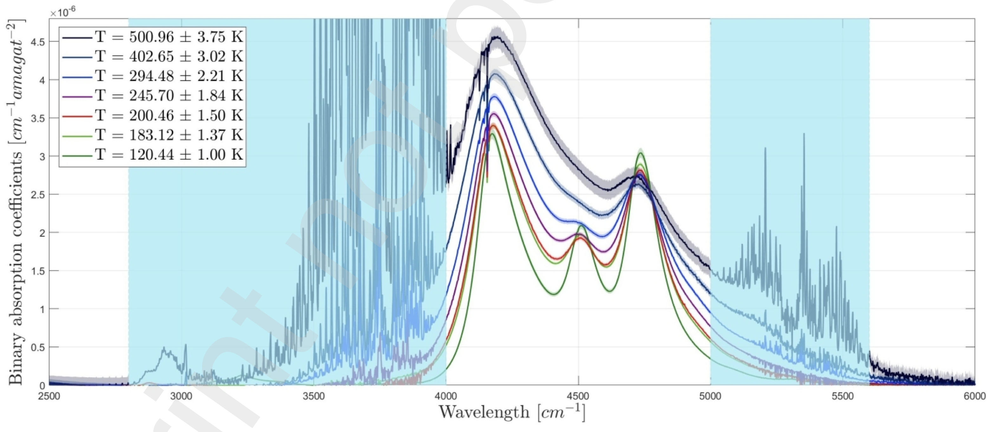 ×10⁻⁶
Binary absorption coefficients [cm⁻¹amagat⁻²]
4.5
4
3.5
3
2.5
2
1.5
1
0.5
0
T = 500.96 ± 3.75 K
T = 402.65 ± 3.02 K
T = 294.48 ± 2.21 K
T = 245.70 ± 1.84 K
T = 200.46 ± 1.50 K
T = 183.12 ± 1.37 K
T = 120.44 ± 1.00 K
2500 3000 3500 4000 4500 5000 5500 6000
Wavelength [cm⁻¹]
int not pe